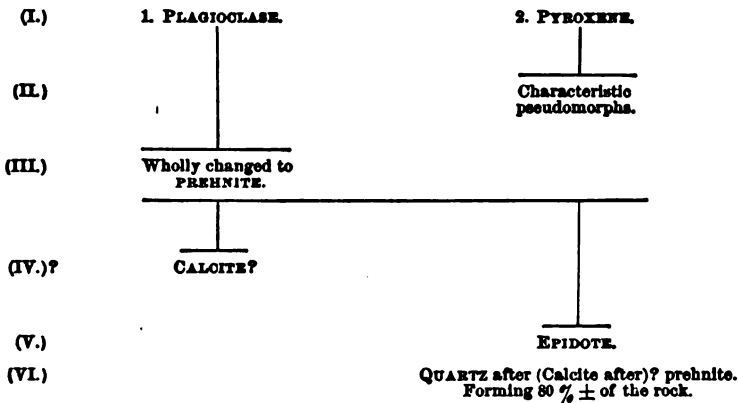 (I.) 1. PLAGIOCLASE. 2. PYROXENE.
(II.) Characteristic
pseudomorphs.
(III.) Wholly changed to
PREHNITE.
(IV.)? CALCITE?
(V.) EPIDOTE.
(VI.) QUARTZ after (Calcite after)? prehnite.
Forming 80 % ± of the rock.